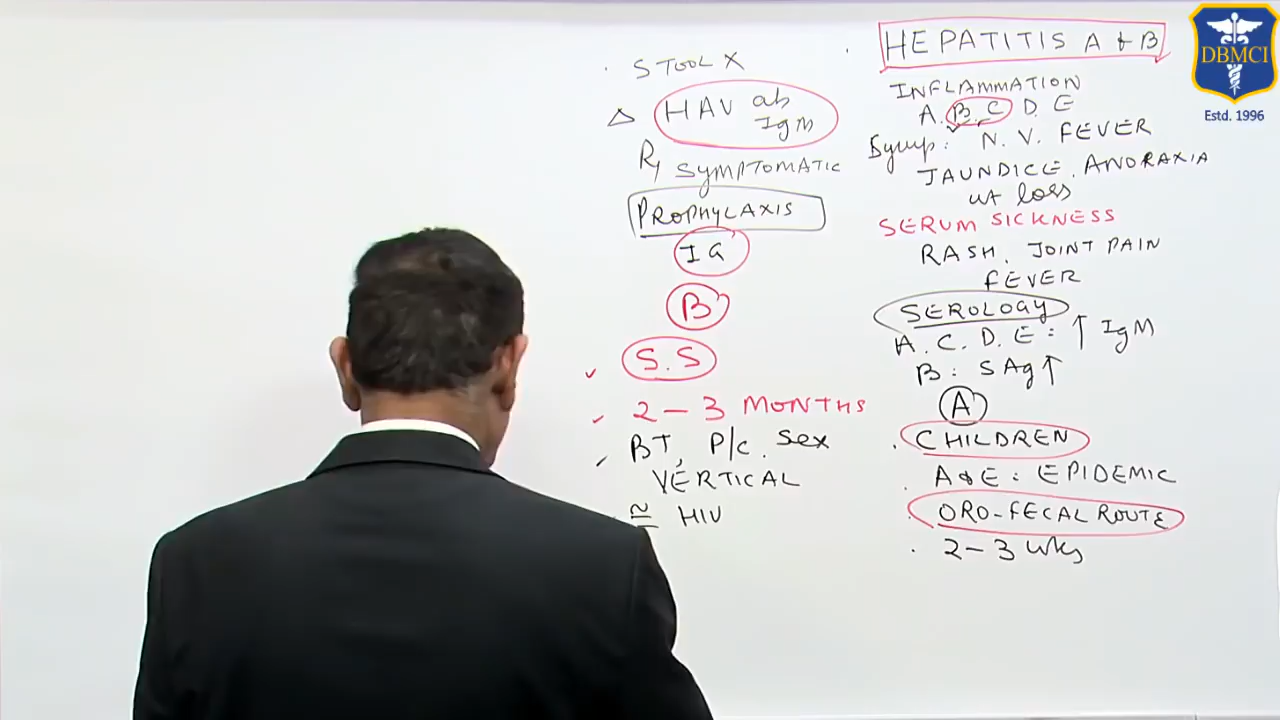 HEPATITIS A & B
INFLAMMATION
A. B, C D E
Symp: N. V. FEVER
JAUNDICE. ANORAXIA
wt loss
SERUM SICKNESS
RASH. JOINT PAIN
FEVER
SEROLOGY
A. C. D. E: ↑ IgM
B: SAg↑
A
CHILDREN
A & E: EPIDEMIC
ORO-FECAL ROUTE
2-3 wks
STOOL X
△ HAV ab
IgM
Rx SYMPTOMATIC
PROPHYLAXIS
IG
B
S.S
2-3 MONTHS
BT, P/c. Sex
VERTICAL
≅ HIV
DBMCI
Estd. 1996